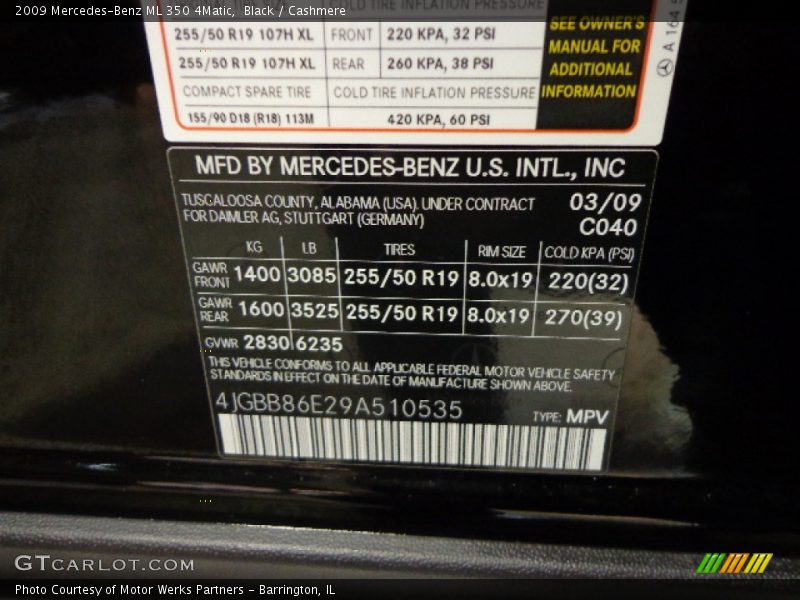 2009 Mercedes-Benz ML 350 4Matic, Black / Cashmere
COLD TIRE INFLATION PRESSURE
255/50 R19 107H XL FRONT 220 KPA, 32 PSI
255/50 R19 107H XL REAR 260 KPA, 38 PSI
COMPACT SPARE TIRE COLD TIRE INFLATION PRESSURE
155/90 D18 (R18) 113M 420 KPA, 60 PSI
SEE OWNER'S
MANUAL FOR
ADDITIONAL
INFORMATION
A 164 5
MFD BY MERCEDES-BENZ U.S. INTL., INC
TUSCALOOSA COUNTY, ALABAMA (USA). UNDER CONTRACT 03/09
FOR DAIMLER AG, STUTTGART (GERMANY) C040
KG LB TIRES RIM SIZE COLD KPA (PSI)
GAWR FRONT 1400 3085 255/50 R19 8.0x19 220(32)
GAWR REAR 1600 3525 255/50 R19 8.0x19 270(39)
GVWR 2830 6235
THIS VEHICLE CONFORMS TO ALL APPLICABLE FEDERAL MOTOR VEHICLE SAFETY
STANDARDS IN EFFECT ON THE DATE OF MANUFACTURE SHOWN ABOVE.
4JGBB86E29A510535 TYPE: MPV
GTCARLOT.COM
Photo Courtesy of Motor Werks Partners - Barrington, IL